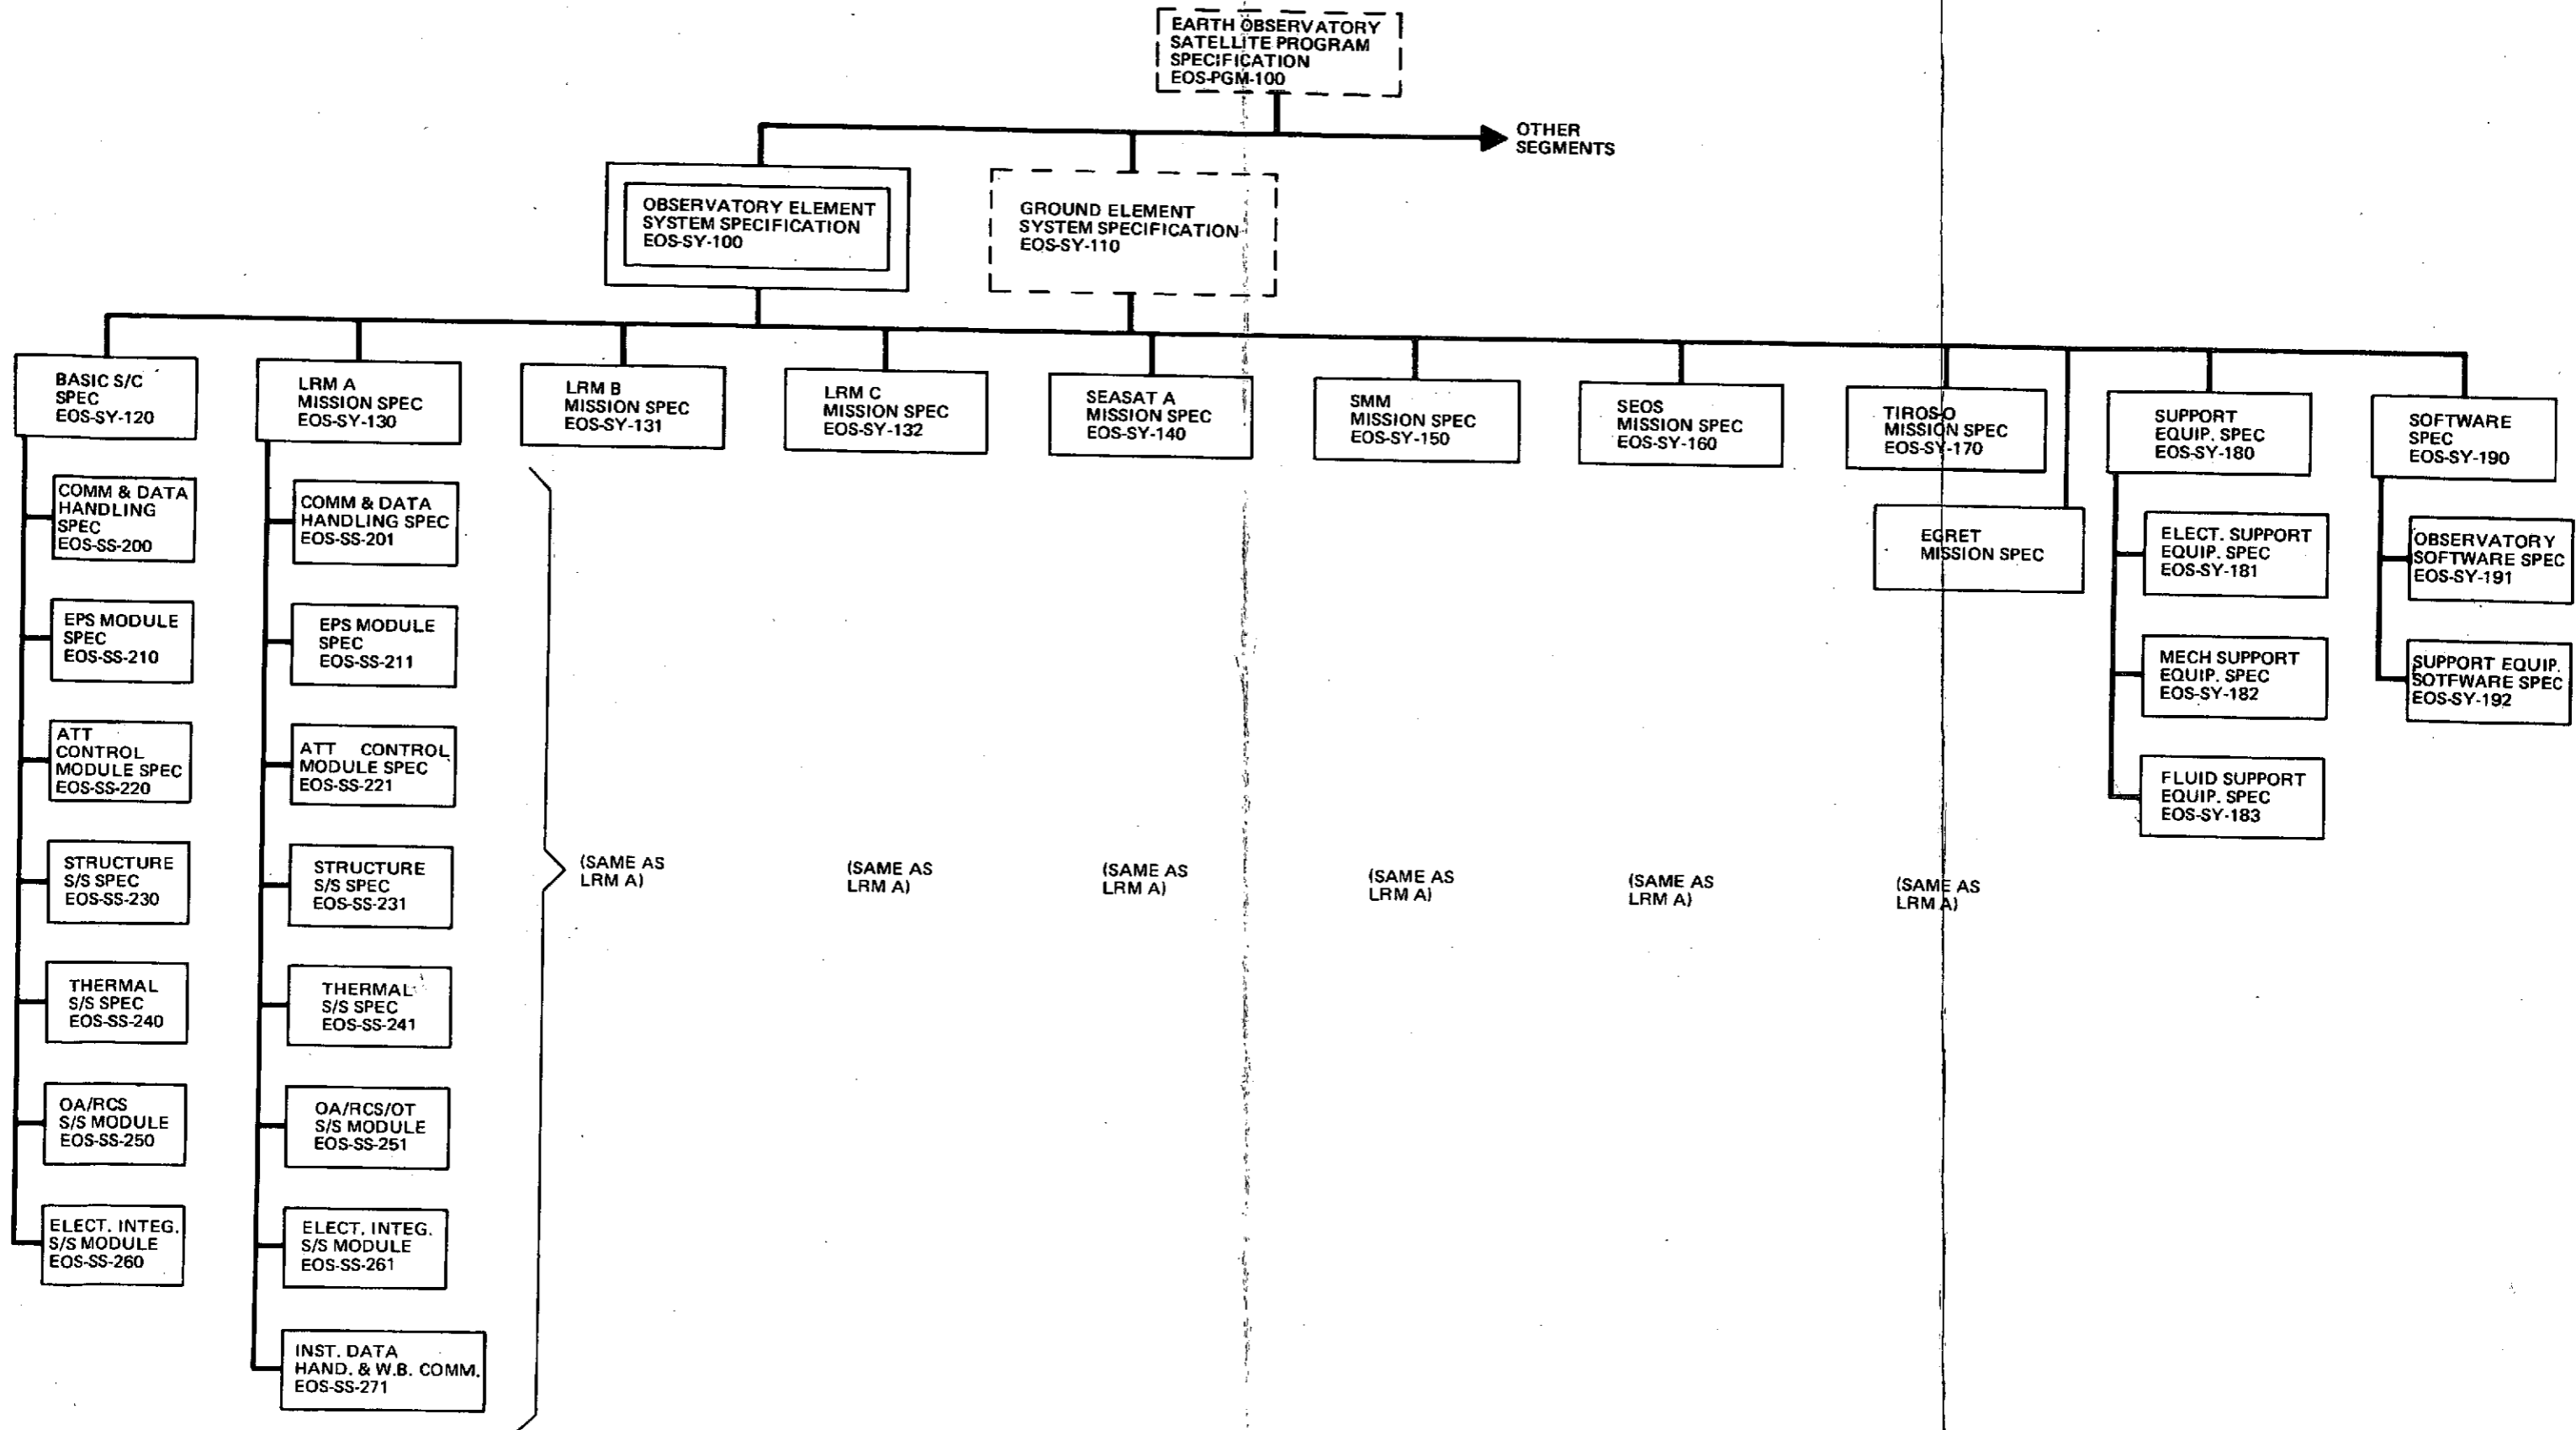 EARTH OBSERVATORY
SATELLITE PROGRAM
SPECIFICATION
EOS-PGM-100
OTHER
SEGMENTS
OBSERVATORY ELEMENT
SYSTEM SPECIFICATION
EOS-SY-100
GROUND ELEMENT
SYSTEM SPECIFICATION
EOS-SY-110
BASIC S/C
SPEC
EOS-SY-120
LRM A
MISSION SPEC
EOS-SY-130
LRM B
MISSION SPEC
EOS-SY-131
LRM C
MISSION SPEC
EOS-SY-132
SEASAT A
MISSION SPEC
EOS-SY-140
SMM
MISSION SPEC
EOS-SY-150
SEOS
MISSION SPEC
EOS-SY-160
TIROS-O
MISSION SPEC
EOS-SY-170
SUPPORT
EQUIP. SPEC
EOS-SY-180
SOFTWARE
SPEC
EOS-SY-190
EGRET
MISSION SPEC
COMM & DATA
HANDLING
SPEC
EOS-SS-200
EPS MODULE
SPEC
EOS-SS-210
ATT
CONTROL
MODULE SPEC
EOS-SS-220
STRUCTURE
S/S SPEC
EOS-SS-230
THERMAL
S/S SPEC
EOS-SS-240
OA/RCS
S/S MODULE
EOS-SS-250
ELECT. INTEG.
S/S MODULE
EOS-SS-260
COMM & DATA
HANDLING SPEC
EOS-SS-201
EPS MODULE
SPEC
EOS-SS-211
ATT CONTROL
MODULE SPEC
EOS-SS-221
STRUCTURE
S/S SPEC
EOS-SS-231
THERMAL
S/S SPEC
EOS-SS-241
OA/RCS/OT
S/S MODULE
EOS-SS-251
ELECT. INTEG.
S/S MODULE
EOS-SS-261
INST. DATA
HAND. & W.B. COMM.
EOS-SS-271
(SAME AS
LRM A)
(SAME AS
LRM A)
(SAME AS
LRM A)
(SAME AS
LRM A)
(SAME AS
LRM A)
(SAME AS
LRM A)
ELECT. SUPPORT
EQUIP. SPEC
EOS-SY-181
MECH SUPPORT
EQUIP. SPEC
EOS-SY-182
FLUID SUPPORT
EQUIP. SPEC
EOS-SY-183
OBSERVATORY
SOFTWARE SPEC
EOS-SY-191
SUPPORT EQUIP.
SOTFWARE SPEC
EOS-SY-192